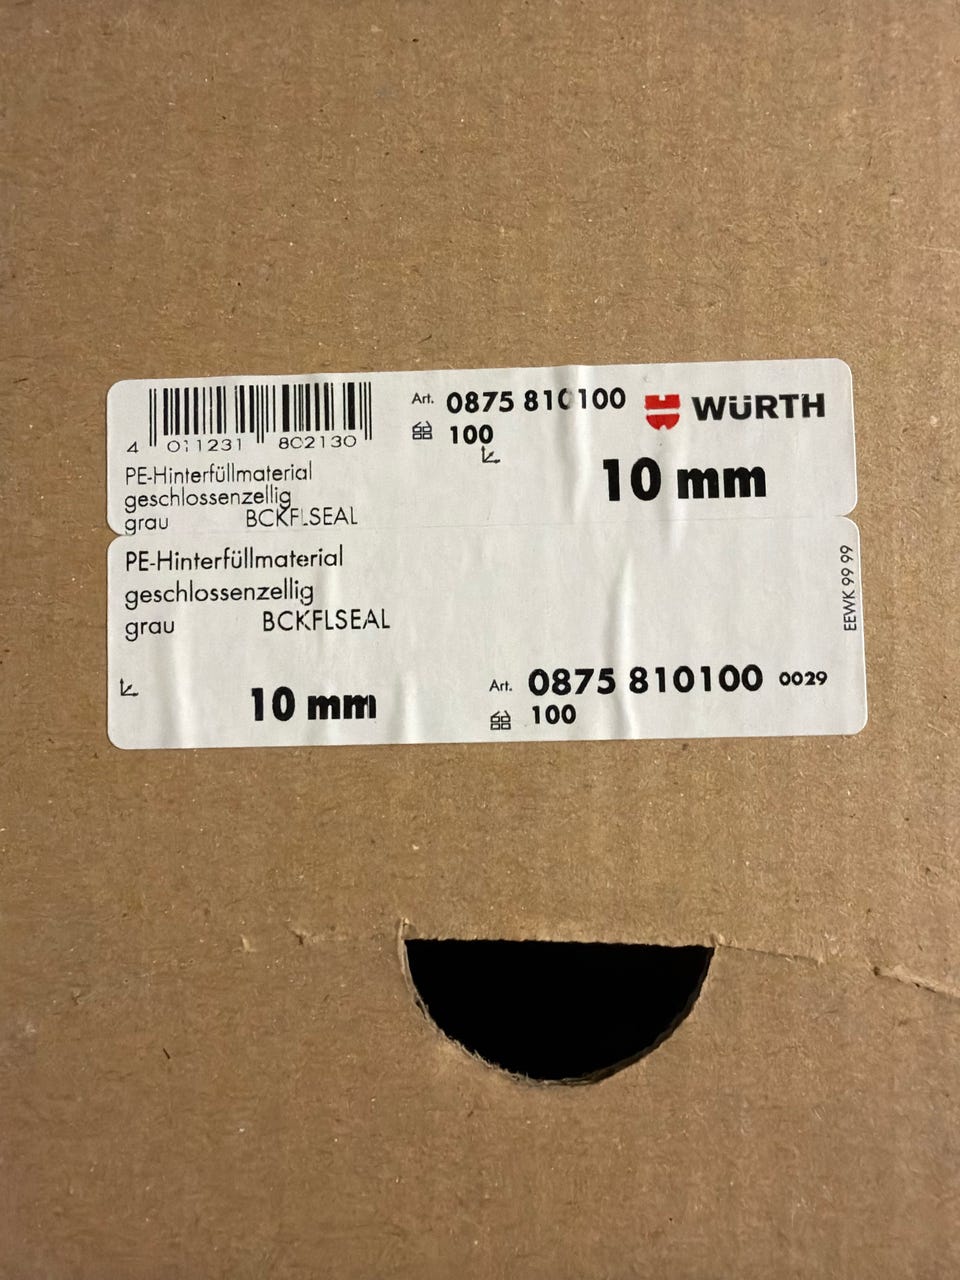 4 011231 802130
Art. 0875 810100
100
WÜRTH
10 mm
PE-Hinterfüllmaterial
geschlossenzellig
grau BCKFLSEAL
PE-Hinterfüllmaterial
geschlossenzellig
grau BCKFLSEAL
10 mm
Art. 0875 810100 0029
100
EEWK 99 99